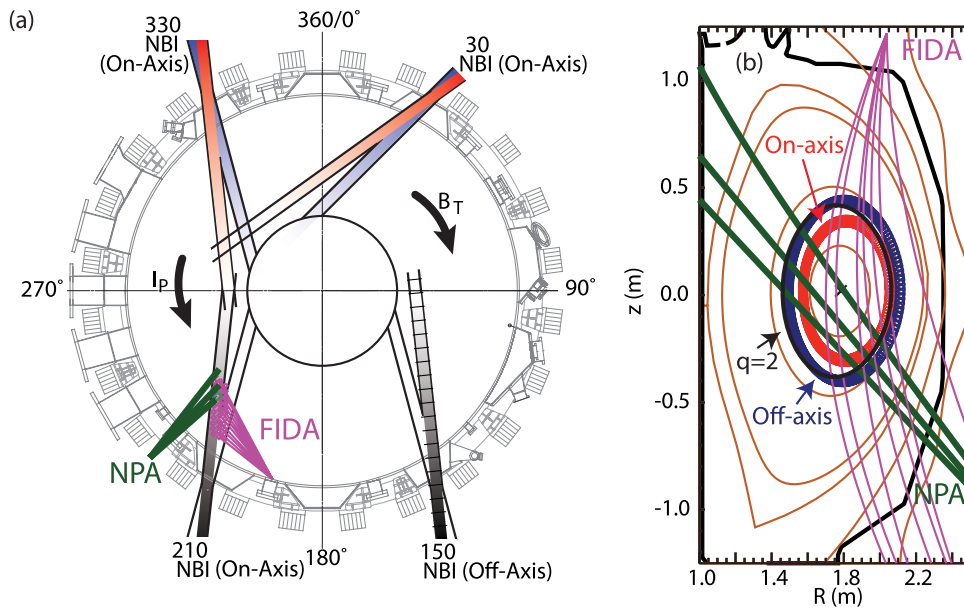 (a)
330
NBI
(On-Axis)
360/0°
30
NBI (On-Axis)
B_T
I_P
270°
90°
NPA
FIDA
210
NBI (On-Axis)
180°
150
NBI (Off-Axis)
(b)
FIDA
1.0
On-axis
0.5
z (m)
0.0
q=2
Off-axis
-0.5
NPA
-1.0
1.0
1.4
1.8
2.2
R (m)